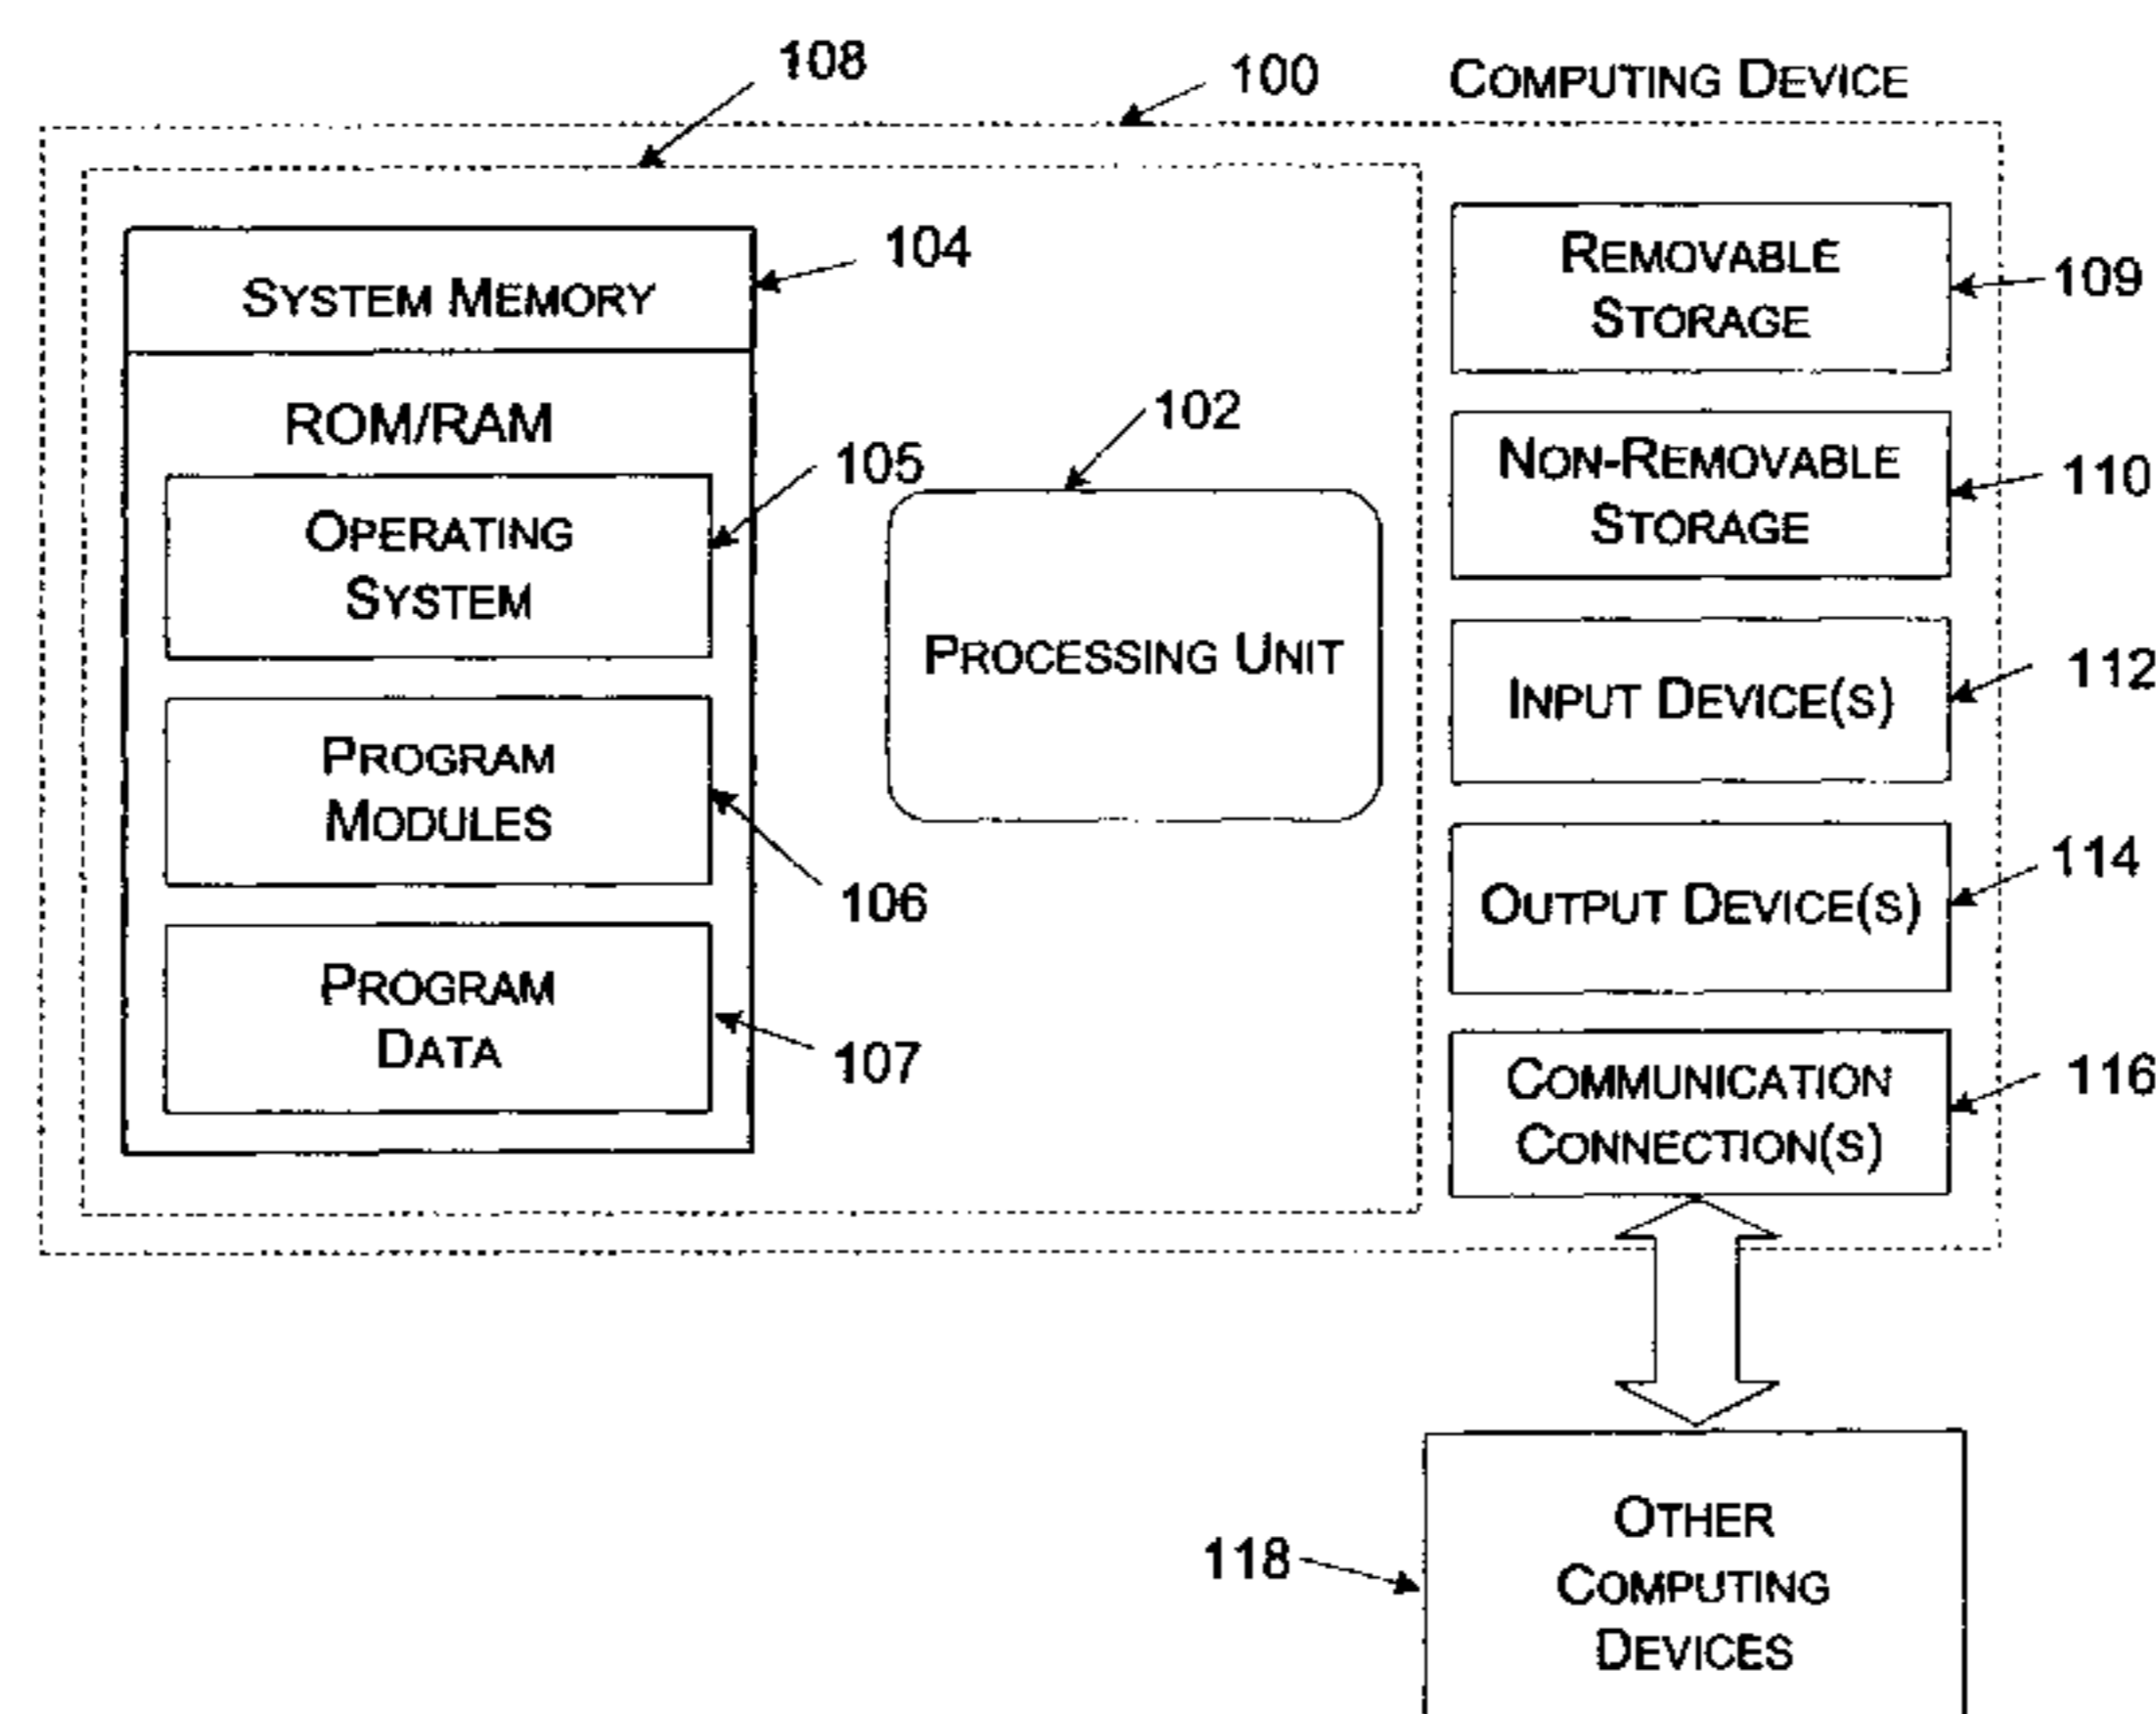 108
100
COMPUTING DEVICE
104
SYSTEM MEMORY
ROM/RAM
105
OPERATING
SYSTEM
PROGRAM
MODULES
106
PROGRAM
DATA
107
102
PROCESSING UNIT
REMOVABLE
STORAGE
109
NON-REMOVABLE
STORAGE
110
INPUT DEVICE(S)
112
OUTPUT DEVICE(S)
114
COMMUNICATION
CONNECTION(S)
116
118
OTHER
COMPUTING
DEVICES